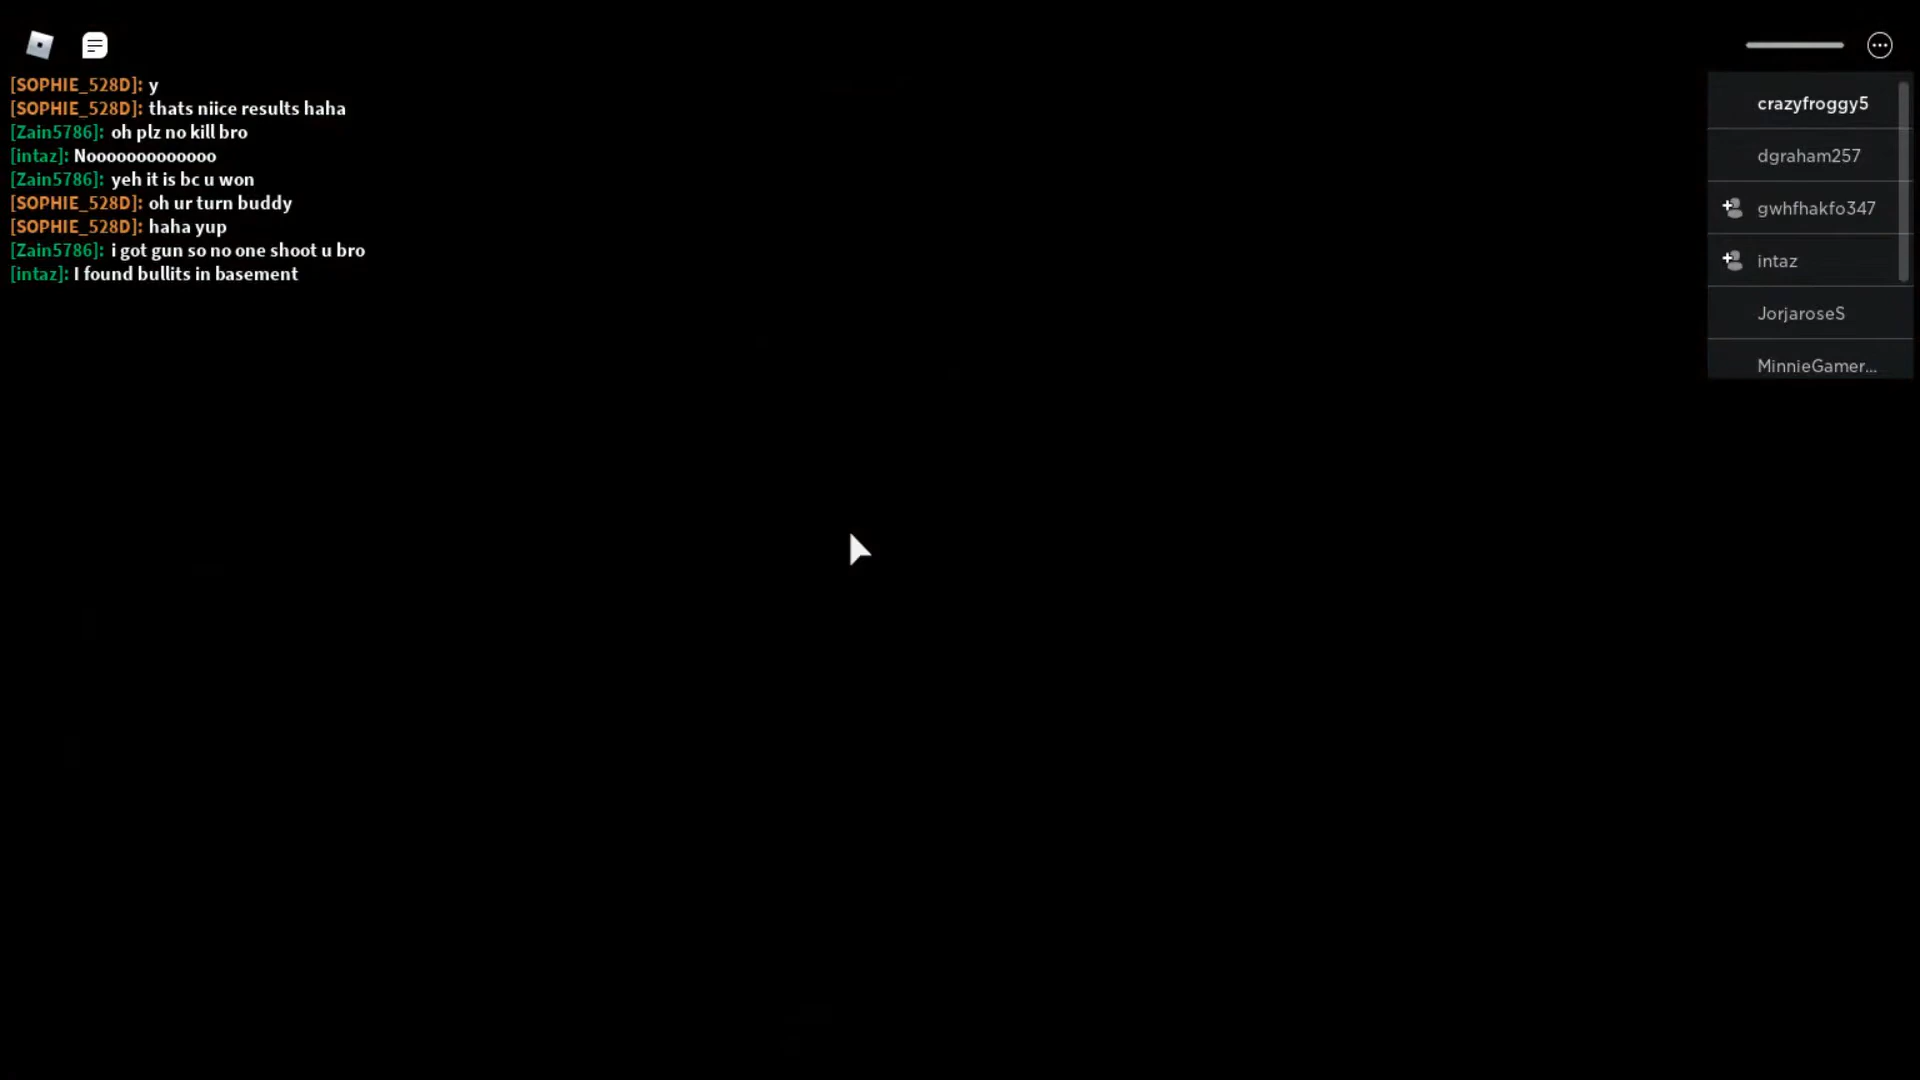 [SOPHIE_528D]: y
[SOPHIE_528D]: thats niice results haha
[Zain5786]: oh plz no kill bro
[intaz]: Nooooooooooooo
[Zain5786]: yeh it is bc u won
[SOPHIE_528D]: oh ur turn buddy
[SOPHIE_528D]: haha yup
[Zain5786]: i got gun so no one shoot u bro
[intaz]: I found bullits in basement
crazyfroggy5
dgraham257
gwhfhakfo347
intaz
JorjaroseS
MinnieGamer...